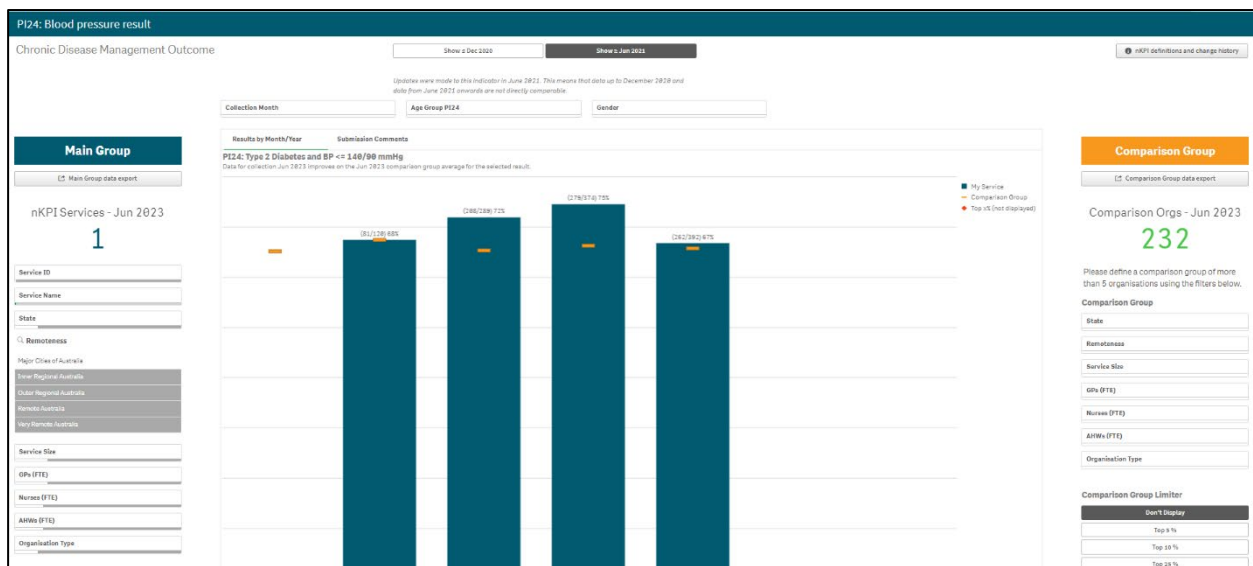 PI24: Blood pressure result
Chronic Disease Management Outcome
Show ≤ Dec 2020
Show ≥ Jun 2021
nKPI definitions and change history
Updates were made to this indicator in June 2021. This means that data up to December 2020 and
data from June 2021 onwards are not directly comparable.
Collection Month
Age Group PI24
Gender
Main Group
Main Group data export
nKPI Services - Jun 2023
1
Service ID
Service Name
State
Remoteness
Major Cities of Australia
Inner Regional Australia
Outer Regional Australia
Remote Australia
Very Remote Australia
Service Size
GPs (FTE)
Nurses (FTE)
AHWs (FTE)
Organisation Type
Results by Month/Year
Submission Comments
PI24: Type 2 Diabetes and BP <= 140/90 mmHg
Data for collection Jun 2023 improves on the Jun 2023 comparison group average for the selected result.
(81/120) 68%
72%
(279/374) 75%
(262/392) 67%
My Service
Comparison Group
Top x% (not displayed)
Comparison Group
Comparison Group data export
Comparison Orgs - Jun 2023
232
Please define a comparison group of more
than 5 organisations using the filters below.
Comparison Group
State
Remoteness
Service Size
GPs (FTE)
Nurses (FTE)
AHWs (FTE)
Organisation Type
Comparison Group Limiter
Don't Display
Top 5 %
Top 10 %
Top 25 %